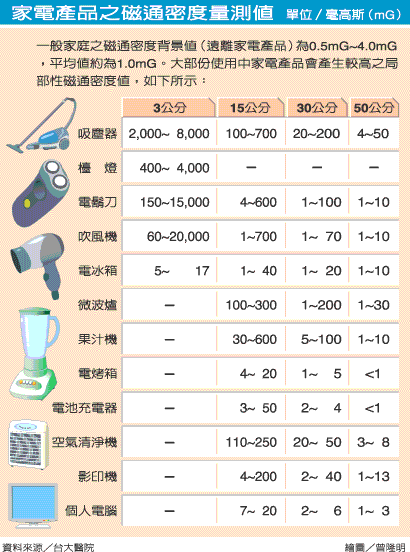 家電產品之磁通密度量測值 單位／毫高斯(mG)
一般家庭之磁通密度背景值(遠離家電產品)為0.5mG~4.0mG
，平均值約為1.0mG。大部份使用中家電產品會產生較高之局
部性磁通密度值，如下所示：
3公分 15公分 30公分 50公分
吸塵器 2,000~ 8,000 100~700 20~200 4~50
檯 燈 400~ 4,000 － － －
電鬍刀 150~15,000 4~600 1~100 1~10
吹風機 60~20,000 1~700 1~ 70 1~10
電冰箱 5~ 17 1~ 40 1~ 20 1~10
微波爐 － 100~300 1~200 1~30
果汁機 － 30~600 5~100 1~10
電烤箱 － 4~ 20 1~ 5 <1
電池充電器 － 3~ 50 2~ 4 <1
空氣清淨機 － 110~250 20~ 50 3~ 8
影印機 － 4~200 2~ 40 1~13
個人電腦 － 7~ 20 2~ 6 1~ 3
資料來源／台大醫院 繪圖／曾隆明